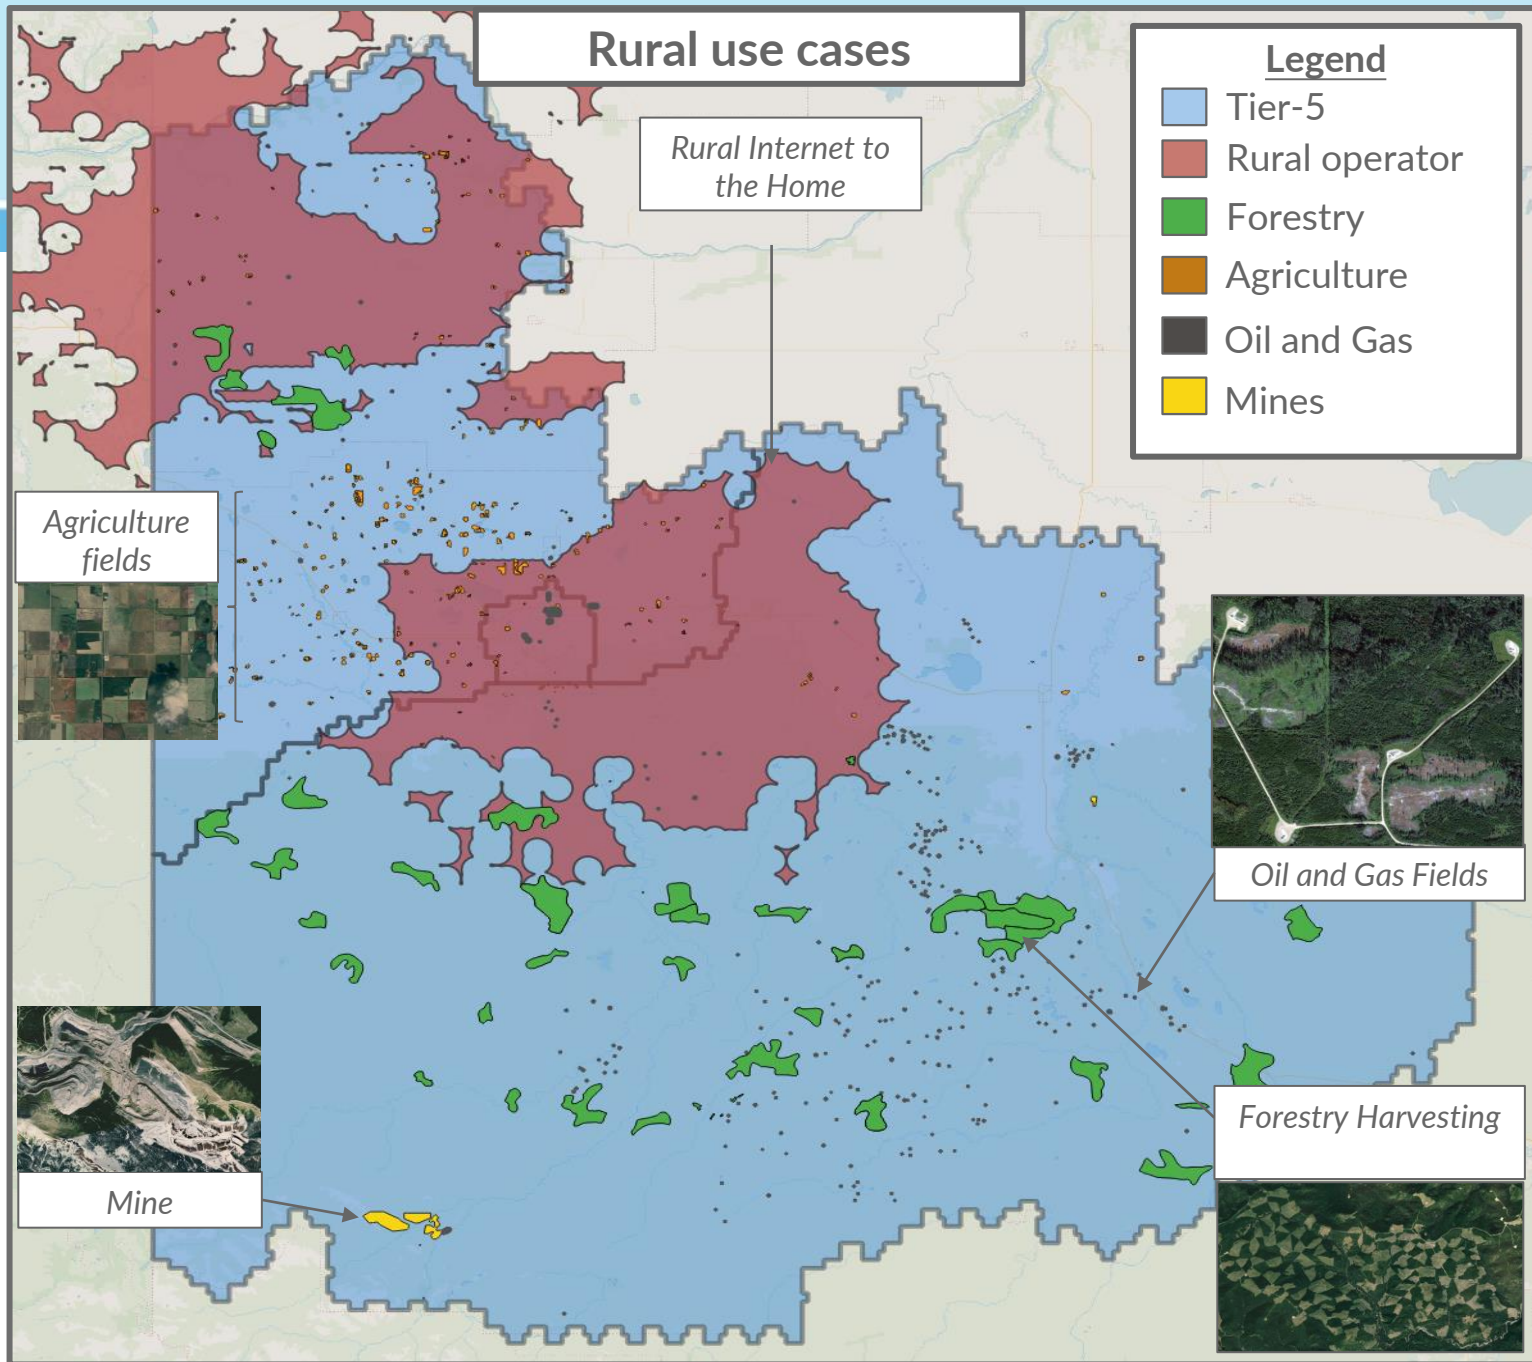 Rural use cases
Legend
Tier-5
Rural operator
Forestry
Agriculture
Oil and Gas
Mines
Rural Internet to
the Home
Agriculture
fields
Oil and Gas Fields
Forestry Harvesting
Mine